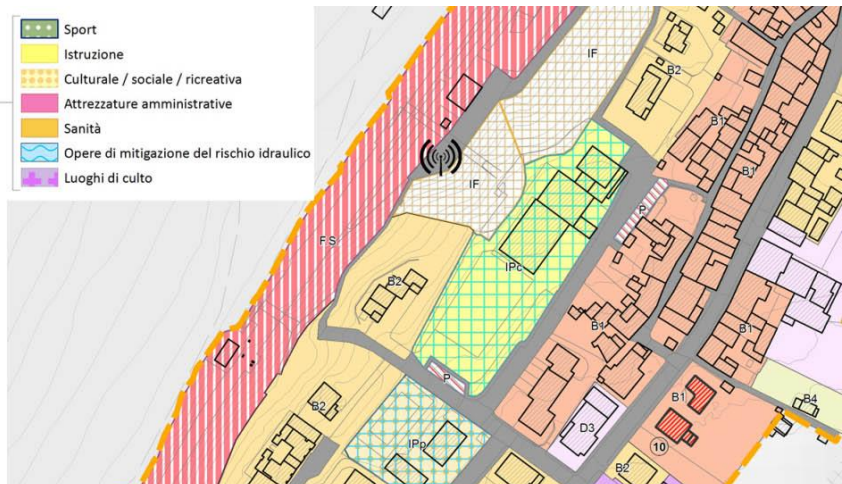 Sport
Istruzione
Culturale / sociale / ricreativa
Attrezzature amministrative
Sanità
Opere di mitigazione del rischio idraulico
Luoghi di culto
IF
B2
B1
B1
IF
P
FS
IPc
B2
B1
B1
P
B2
B1
B4
IPp
D3
10
B2